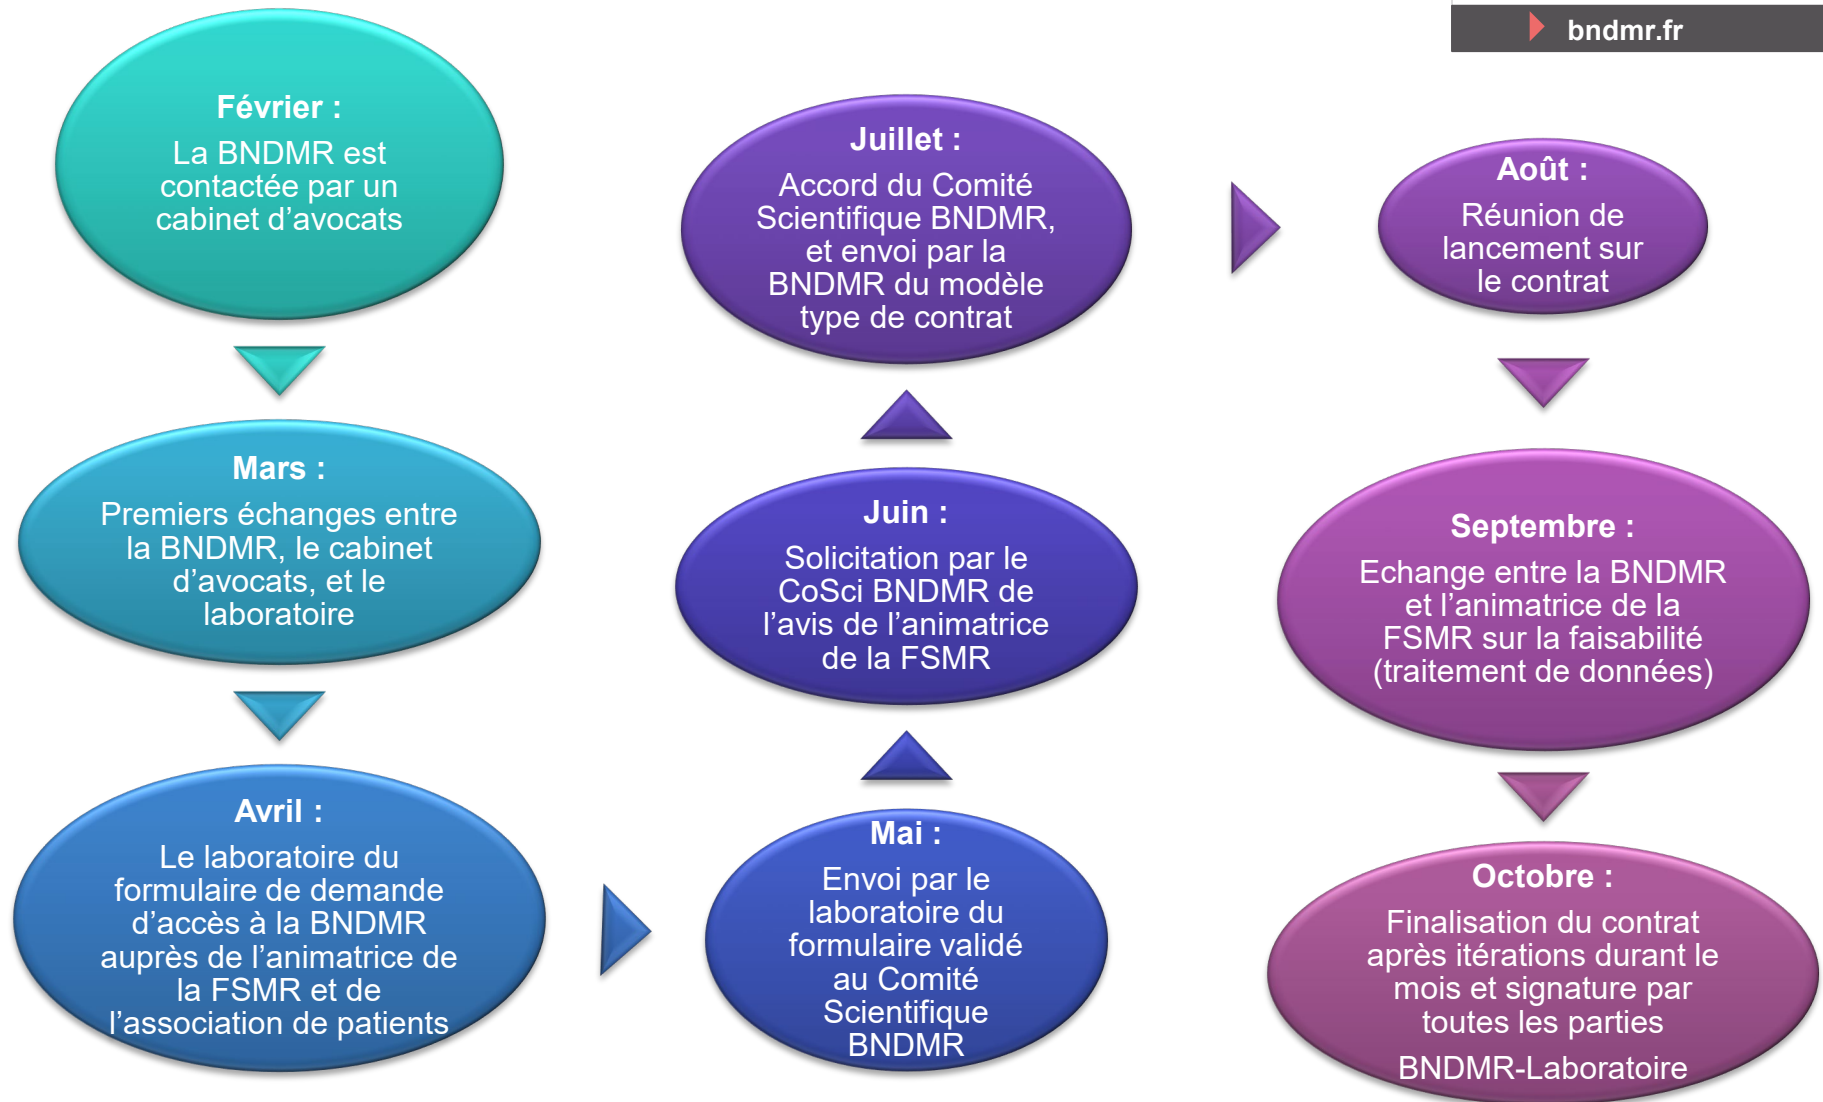 bndmr.fr
Février :
La BNDMR est
contactée par un
cabinet d’avocats
Mars :
Premiers échanges entre
la BNDMR, le cabinet
d’avocats, et le
laboratoire
Avril :
Le laboratoire du
formulaire de demande
d’accès à la BNDMR
auprès de l’animatrice de
la FSMR et de
l’association de patients
Mai :
Envoi par le
laboratoire du
formulaire validé
au Comité
Scientifique
BNDMR
Juin :
Solicitation par le
CoSci BNDMR de
l’avis de l’animatrice
de la FSMR
Juillet :
Accord du Comité
Scientifique BNDMR,
et envoi par la
BNDMR du modèle
type de contrat
Août :
Réunion de
lancement sur
le contrat
Septembre :
Echange entre la BNDMR
et l’animatrice de la
FSMR sur la faisabilité
(traitement de données)
Octobre :
Finalisation du contrat
après itérations durant le
mois et signature par
toutes les parties
BNDMR-Laboratoire